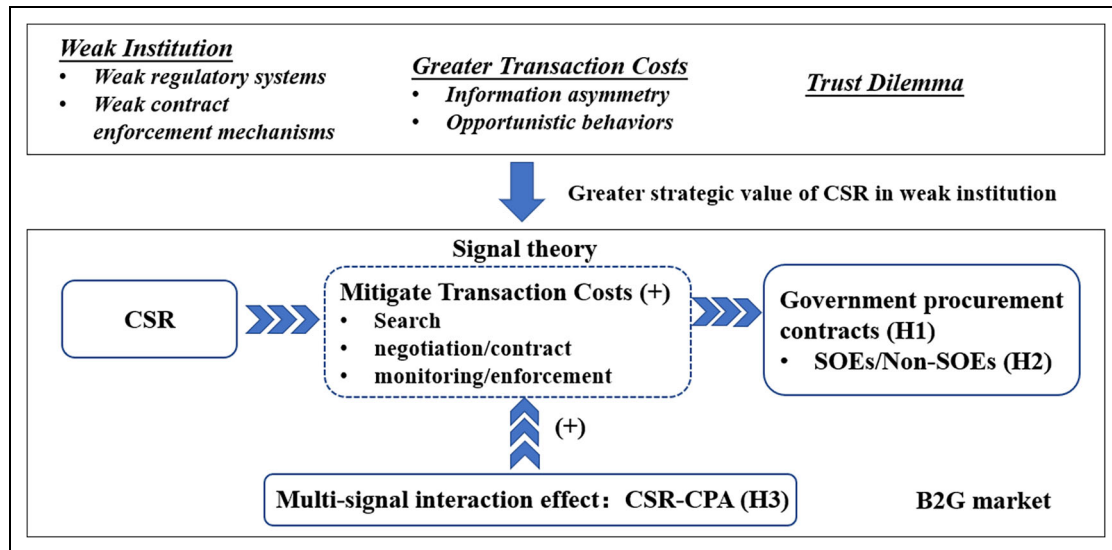 Weak Institution
• Weak regulatory systems
• Weak contract
enforcement mechanisms
Greater Transaction Costs
• Information asymmetry
• Opportunistic behaviors
Trust Dilemma
Greater strategic value of CSR in weak institution
Signal theory
CSR
Mitigate Transaction Costs (+)
• Search
• negotiation/contract
• monitoring/enforcement
Government procurement
contracts (H1)
• SOEs/Non-SOEs (H2)
(+)
Multi-signal interaction effect：CSR-CPA (H3)
B2G market